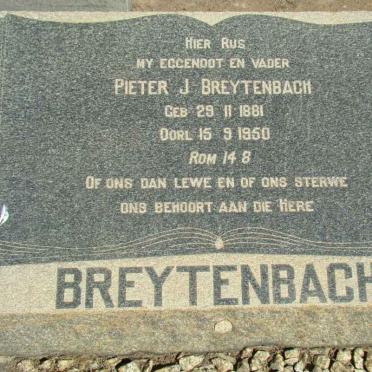 Hier Rus
my eggenoot en vader
Pieter J Breytenbach
Geb 29 11 1881
Oorl 15 9 1950
Rom 14 8
Of ons dan lewe en of ons sterwe
ons behoort aan die Here
BREYTENBACH